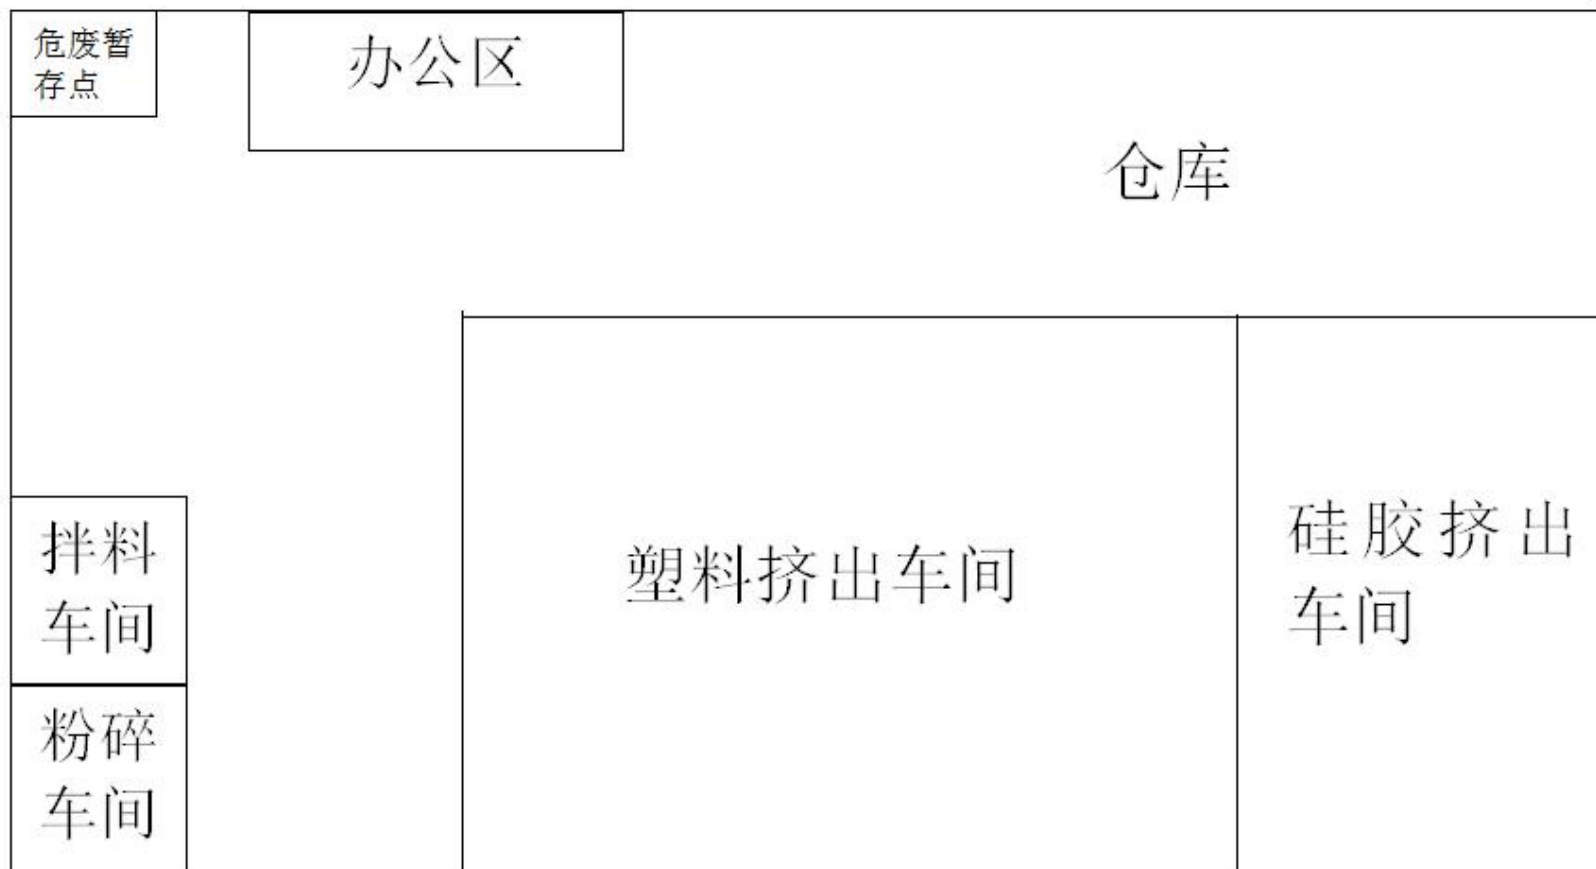 危废暂
存点
办公区
仓库
拌料
车间
塑料挤出车间
硅胶挤出
车间
粉碎
车间